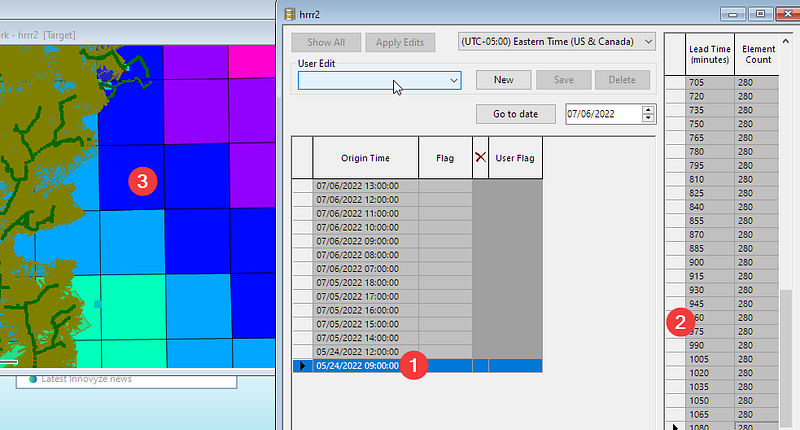 rk - hrrr2 [Target]
3
Latest Innovyze news
hrrr2
Show All
Apply Edits
(UTC-05:00) Eastern Time (US & Canada)
User Edit
New
Save
Delete
Go to date
07/06/2022
Origin Time
Flag
User Flag
07/06/2022 13:00:00
07/06/2022 12:00:00
07/06/2022 11:00:00
07/06/2022 10:00:00
07/06/2022 09:00:00
07/06/2022 08:00:00
07/06/2022 07:00:00
07/05/2022 18:00:00
07/05/2022 17:00:00
07/05/2022 16:00:00
07/05/2022 15:00:00
07/05/2022 14:00:00
05/24/2022 12:00:00
05/24/2022 09:00:00
1
Lead Time
(minutes)
Element
Count
705 280
720 280
735 280
750 280
765 280
780 280
795 280
810 280
825 280
840 280
855 280
870 280
885 280
900 280
915 280
930 280
945 280
2
60 280
975 280
990 280
1005 280
1020 280
1035 280
1050 280
1065 280
1080 280